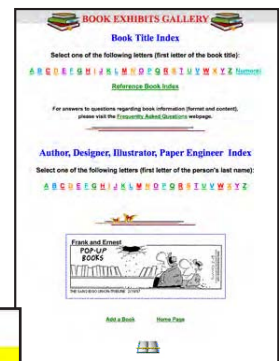 BOOK EXHIBITS GALLERY
Book Title Index
Select one of the following letters (first letter of the book title):
A B C D E F G H I J K L M N O P Q R S T U V W X Y Z Numeral
Reference Book Index
For answers to questions regarding book information (format and content),
please visit the Frequently Asked Questions webpage.
Author, Designer, Illustrator, Paper Engineer Index
Select one of the following letters (first letter of the person's last name):
A B C D E F G H I J K L M N O P Q R S T U V W X Y Z
Frank and Ernest
POP-UP
BOOKS
Add a Book Home Page